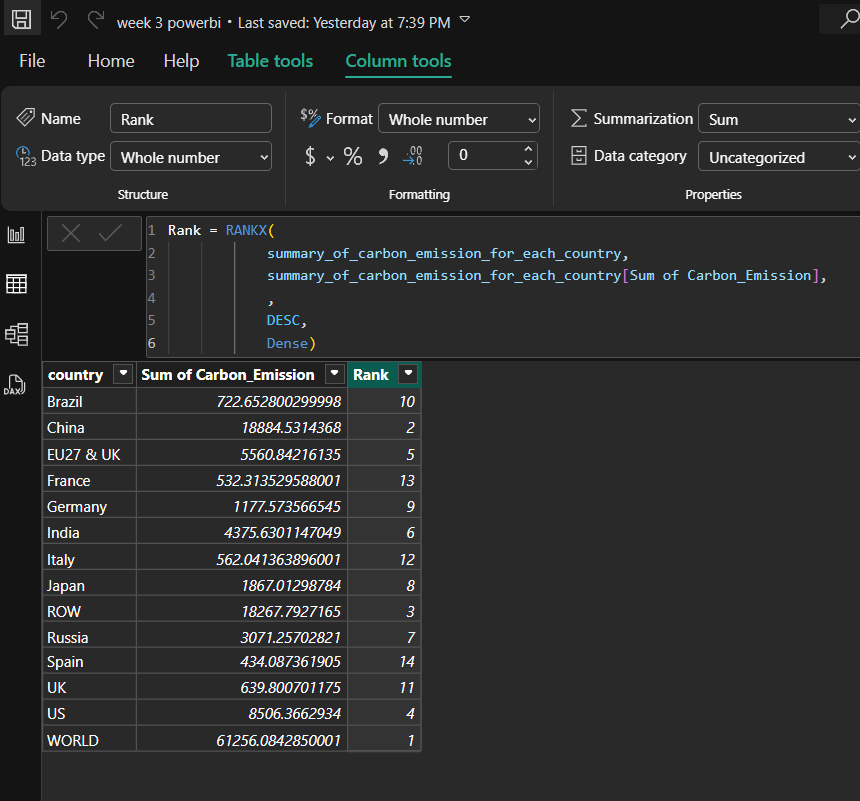 week 3 powerbi • Last saved: Yesterday at 7:39 PM
File Home Help Table tools Column tools
Name Rank $% Format Whole number Σ Summarization Sum
123 Data type Whole number $ % , .00 0 Data category Uncategorized
Structure Formatting Properties
1 Rank = RANKX(
2 summary_of_carbon_emission_for_each_country,
3 summary_of_carbon_emission_for_each_country[Sum of Carbon_Emission],
4 ,
5 DESC,
6 Dense)
DAX
country Sum of Carbon_Emission Rank
Brazil 722.652800299998 10
China 18884.5314368 2
EU27 & UK 5560.84216135 5
France 532.313529588001 13
Germany 1177.573566545 9
India 4375.6301147049 6
Italy 562.041363896001 12
Japan 1867.01298784 8
ROW 18267.7927165 3
Russia 3071.25702821 7
Spain 434.087361905 14
UK 639.800701175 11
US 8506.3662934 4
WORLD 61256.0842850001 1